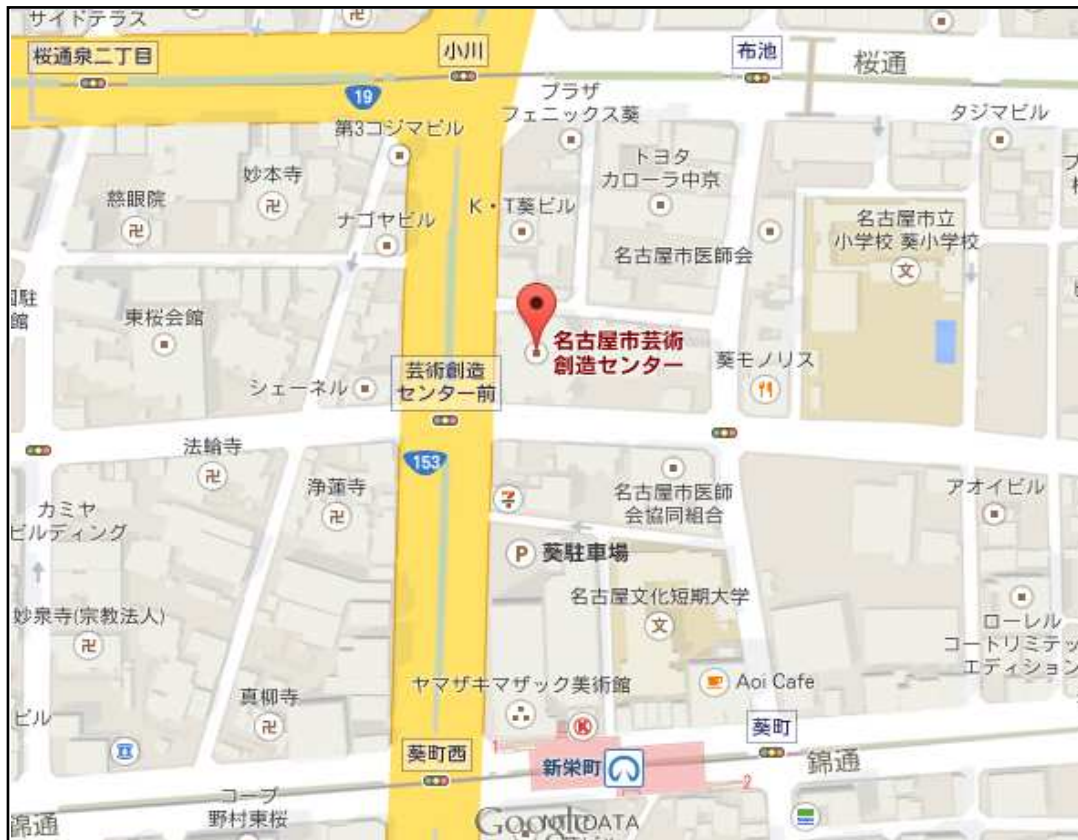 サイドテラス
桜通泉二丁目
小川
布池
桜通
19
プラザ
フェニックス葵
タジマビル
第3コジマビル
トヨタ
カローラ中京
妙本寺
慈眼院
K・T葵ビル
ナゴヤビル
名古屋市医師会
名古屋市立
小学校 葵小学校
文
東桜会館
名古屋市芸術
創造センター
葵モノリス
シェーネル
芸術創造
センター前
法輪寺
153
浄蓮寺
名古屋市医師
会協同組合
アオイビル
カミヤ
ビルディング
P 葵駐車場
名古屋文化短期大学
文
妙泉寺(宗教法人)
ローレル
コートリミテッ
エディション
Aoi Cafe
ヤマザキマザック美術館
真柳寺
ビル
K
葵町
葵町西
1
新栄町
2
錦通
コープ
野村東桜
錦通
Google
DATA